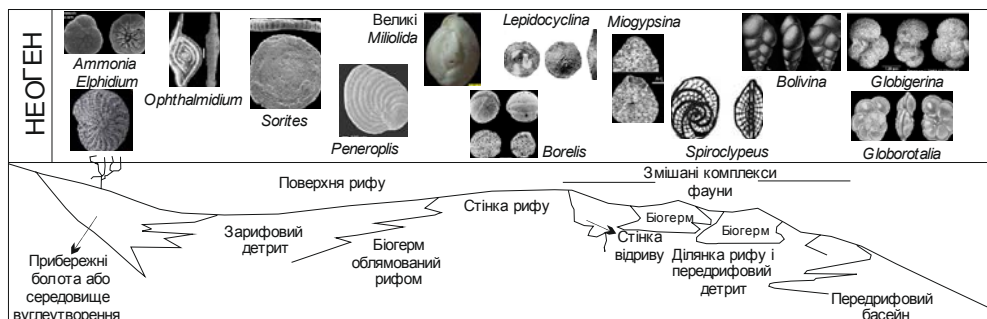 НЕОГЕН
Ammonia
Elphidium
Ophthalmidium
Sorites
Peneroplis
Великі
Miliolida
Lepidocyclina
Borelis
Miogypsina
Spiroclypeus
Bolivina
Globigerina
Globorotalia
Поверхня рифу
Змішані комплекси
фауни
Стінка рифу
Біогерм
Біогерм
Зарифовий
детрит
Біогерм
облямований
рифом
Стінка
відриву
Ділянка рифу і
передрифовий
детрит
Прибережні
болота або
середовище
вуглеутворення
Передрифовий
басейн